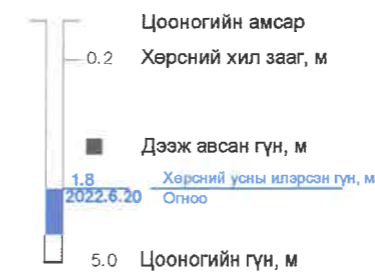 Цооногийн амсар
0.2 Хөрсний хил зааг, м
Дээж авсан гүн, м
1.8 Хөрсний усны илэрсэн гүн, м
2022.6.20 Огноо
5.0 Цооногийн гүн, м